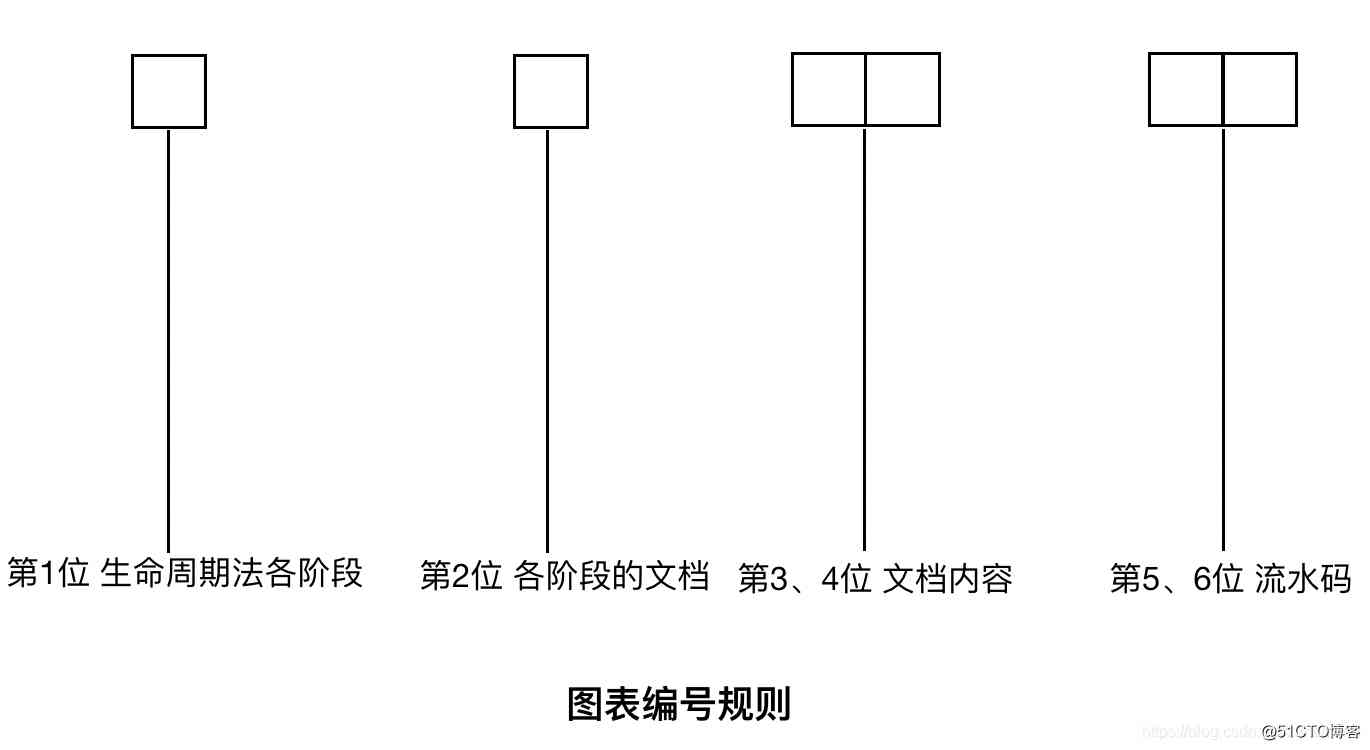 第1位 生命周期法各阶段
第2位 各阶段的文档
第3、4位 文档内容
第5、6位 流水码
图表编号规则
https://blog.csdn.
@51CTO博客